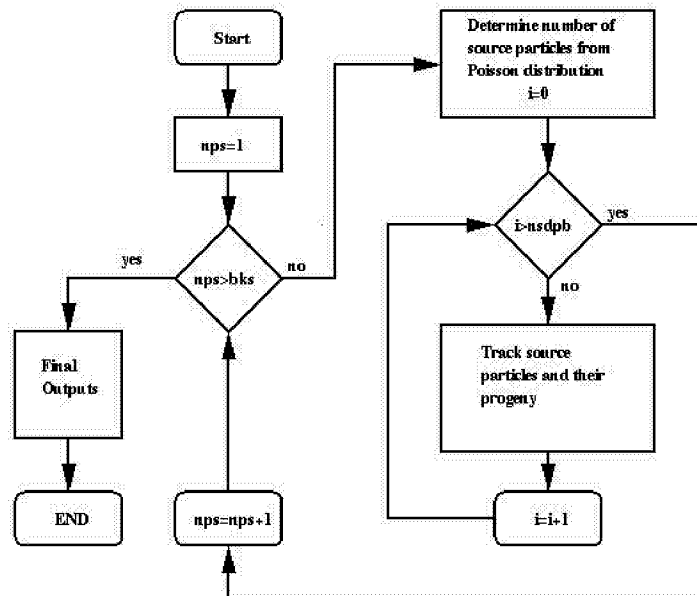 Start
nps=1
nps>bks
yes
no
Final
Outputs
END
nps=nps+1
Determine number of
source particles from
Poisson distribution
i=0
i>nsdpb
yes
no
Track source
particles and their
progeny
i=i+1